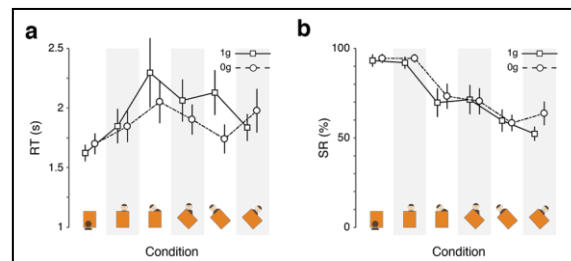 a
2.5
2
1.5
1
RT (s)
1g
0g
Condition
b
100
50
0
SR (%)
1g
0g
Condition